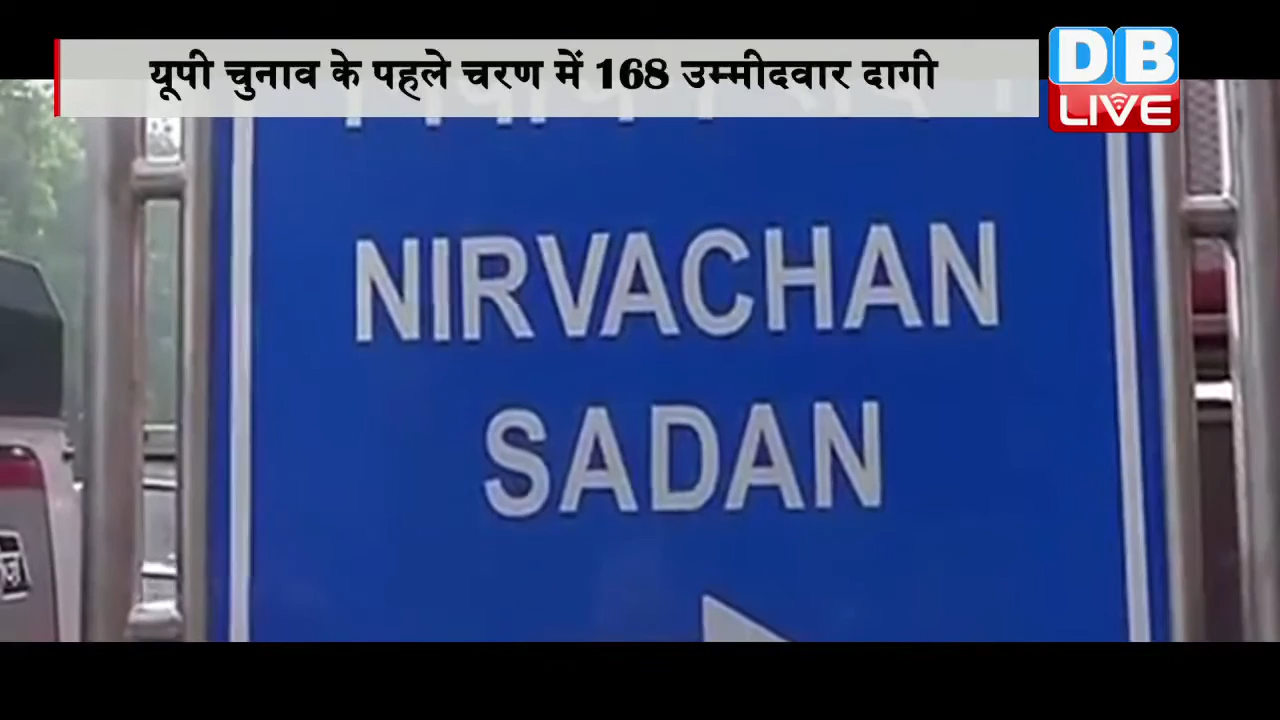 यूपी चुनाव के पहले चरण में 168 उम्मीदवार दागी
DB
LIVE
NIRVACHAN
SADAN